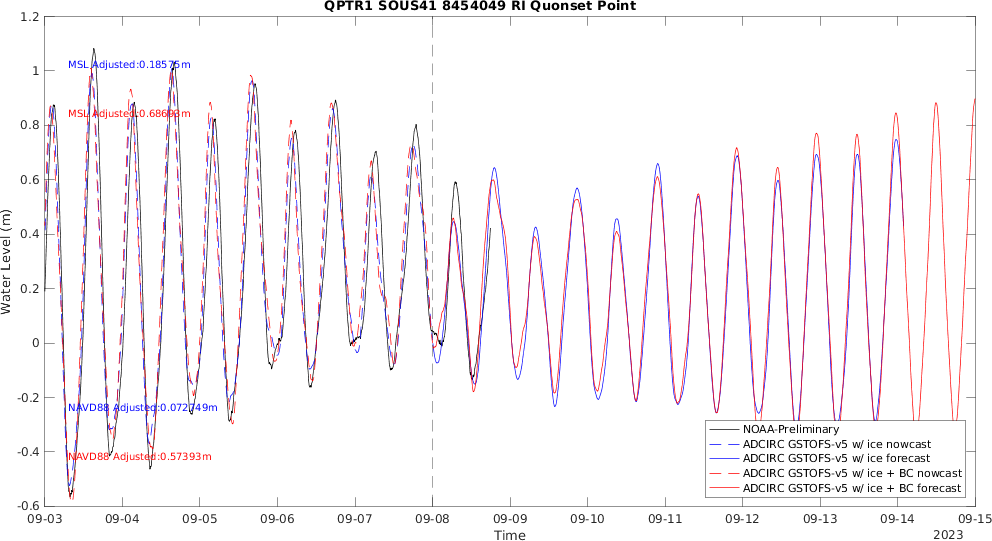 QPTR1 SOUS41 8454049 RI Quonset Point
1.2
1
0.8
0.6
0.4
0.2
0
-0.2
-0.4
-0.6
Water Level (m)
MSL Adjusted:0.18575m
MSL Adjusted:0.68693m
NAVD88 Adjusted:0.072749m
NAVD88 Adjusted:0.57393m
NOAA-Preliminary
ADCIRC GSTOFS-v5 w/ ice nowcast
ADCIRC GSTOFS-v5 w/ ice forecast
ADCIRC GSTOFS-v5 w/ ice + BC nowcast
ADCIRC GSTOFS-v5 w/ ice + BC forecast
09-03 09-04 09-05 09-06 09-07 09-08 09-09 09-10 09-11 09-12 09-13 09-14 09-15
Time
2023